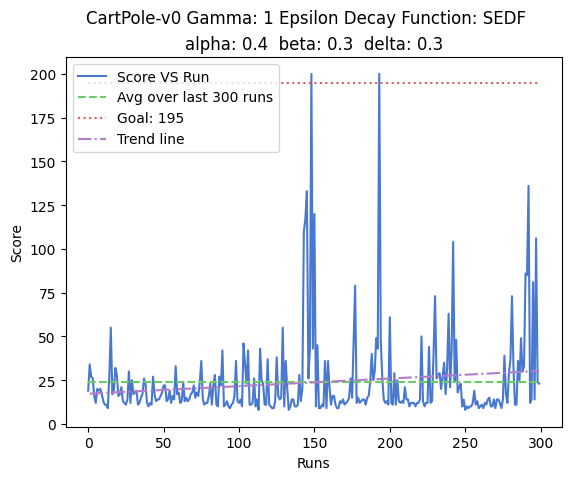 CartPole-v0 Gamma: 1 Epsilon Decay Function: SEDF
alpha: 0.4 beta: 0.3 delta: 0.3
Score VS Run
Avg over last 300 runs
Goal: 195
Trend line
Score
200
175
150
125
100
75
50
25
0
0 50 100 150 200 250 300
Runs